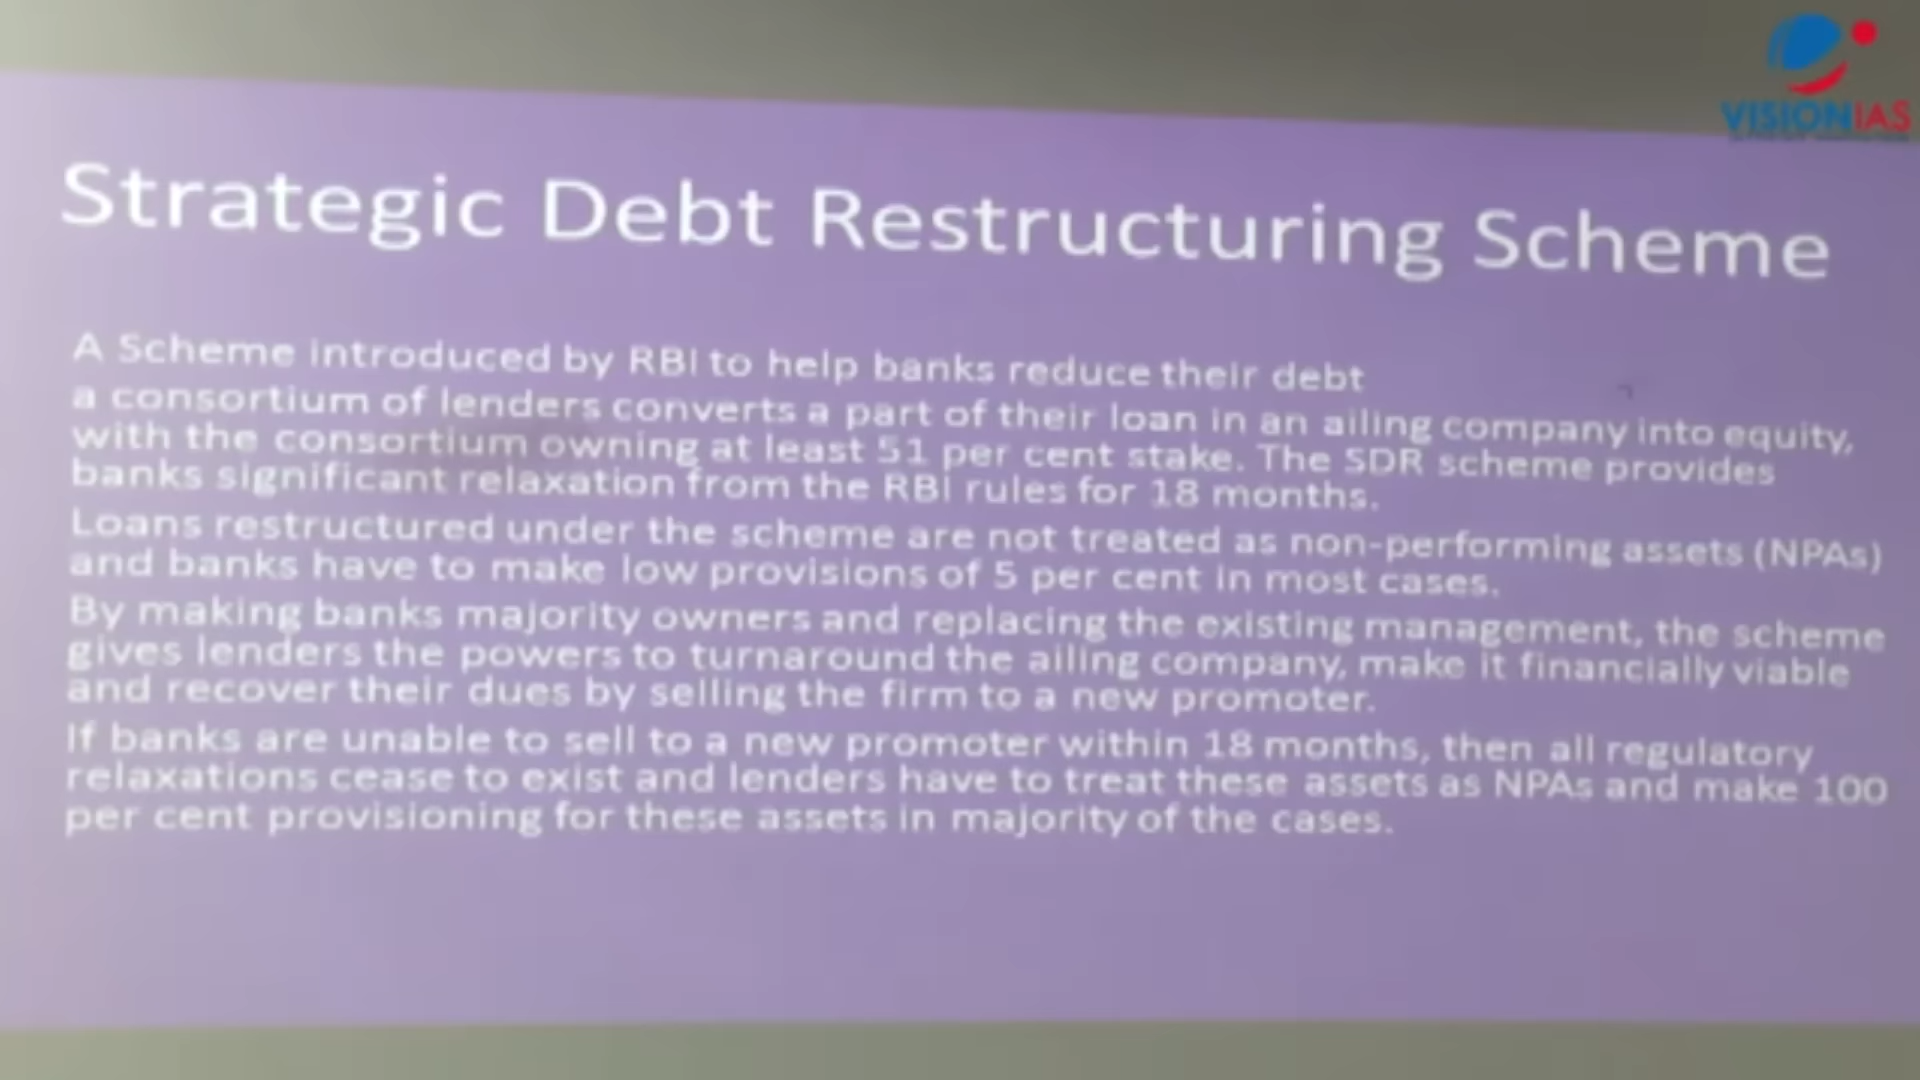 VISIONIAS
Strategic Debt Restructuring Scheme
A Scheme introduced by RBI to help banks reduce their debt
a consortium of lenders converts a part of their loan in an ailing company into equity,
with the consortium owning at least 51 per cent stake. The SDR scheme provides
banks significant relaxation from the RBI rules for 18 months.
Loans restructured under the scheme are not treated as non-performing assets (NPAs)
and banks have to make low provisions of 5 per cent in most cases.
By making banks majority owners and replacing the existing management, the scheme
gives lenders the powers to turnaround the ailing company, make it financially viable
and recover their dues by selling the firm to a new promoter.
If banks are unable to sell to a new promoter within 18 months, then all regulatory
relaxations cease to exist and lenders have to treat these assets as NPAs and make 100
per cent provisioning for these assets in majority of the cases.